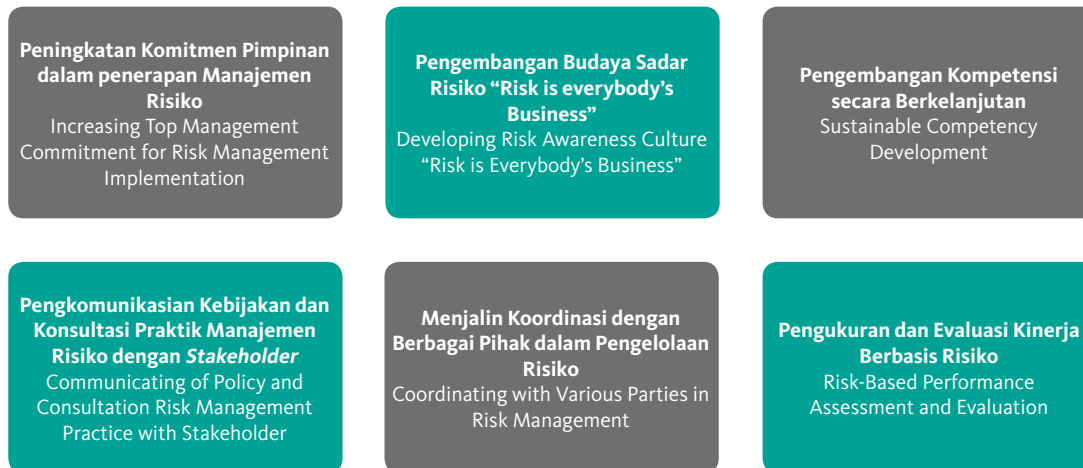 Peningkatan Komitmen Pimpinan
dalam penerapan Manajemen
Risiko
Increasing Top Management
Commitment for Risk Management
Implementation
Pengembangan Budaya Sadar
Risiko “Risk is everybody’s
Business”
Developing Risk Awareness Culture
“Risk is Everybody’s Business”
Pengembangan Kompetensi
secara Berkelanjutan
Sustainable Competency
Development
Pengkomunikasian Kebijakan dan
Konsultasi Praktik Manajemen
Risiko dengan Stakeholder
Communicating of Policy and
Consultation Risk Management
Practice with Stakeholder
Menjalin Koordinasi dengan
Berbagai Pihak dalam Pengelolaan
Risiko
Coordinating with Various Parties in
Risk Management
Pengukuran dan Evaluasi Kinerja
Berbasis Risiko
Risk-Based Performance
Assessment and Evaluation